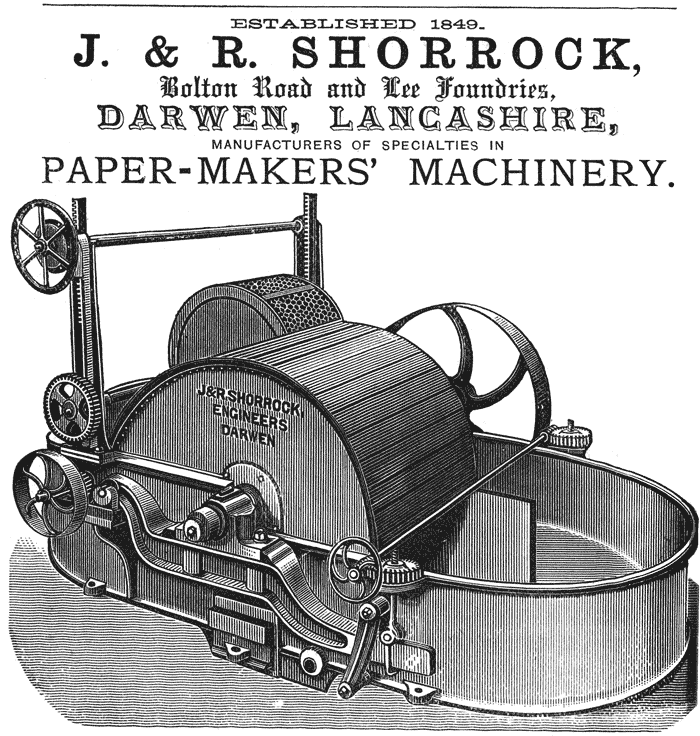 ESTABLISHED 1849.
J. & R. SHORROCK,
Bolton Road and Lee Foundries,
DARWEN, LANCASHIRE,
MANUFACTURERS OF SPECIALTIES IN
PAPER-MAKERS' MACHINERY.
J & R. SHORROCK,
ENGINEERS
DARWEN